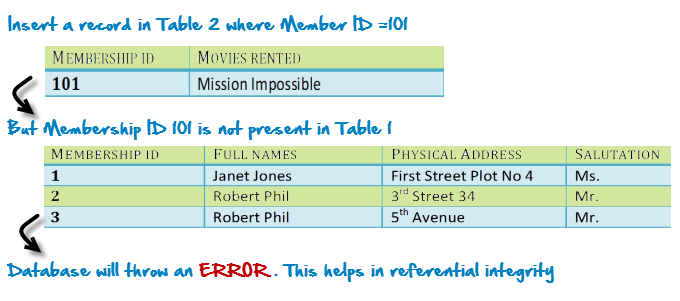 Insert a record in Table 2 where Member ID =101
MEMBERSHIP ID MOVIES RENTED
101 Mission Impossible
But Membership ID 101 is not present in Table 1
MEMBERSHIP ID FULL NAMES PHYSICAL ADDRESS SALUTATION
1 Janet Jones First Street Plot No 4 Ms.
2 Robert Phil 3rd Street 34 Mr.
3 Robert Phil 5th Avenue Mr.
Database will throw an ERROR. This helps in referential integrity